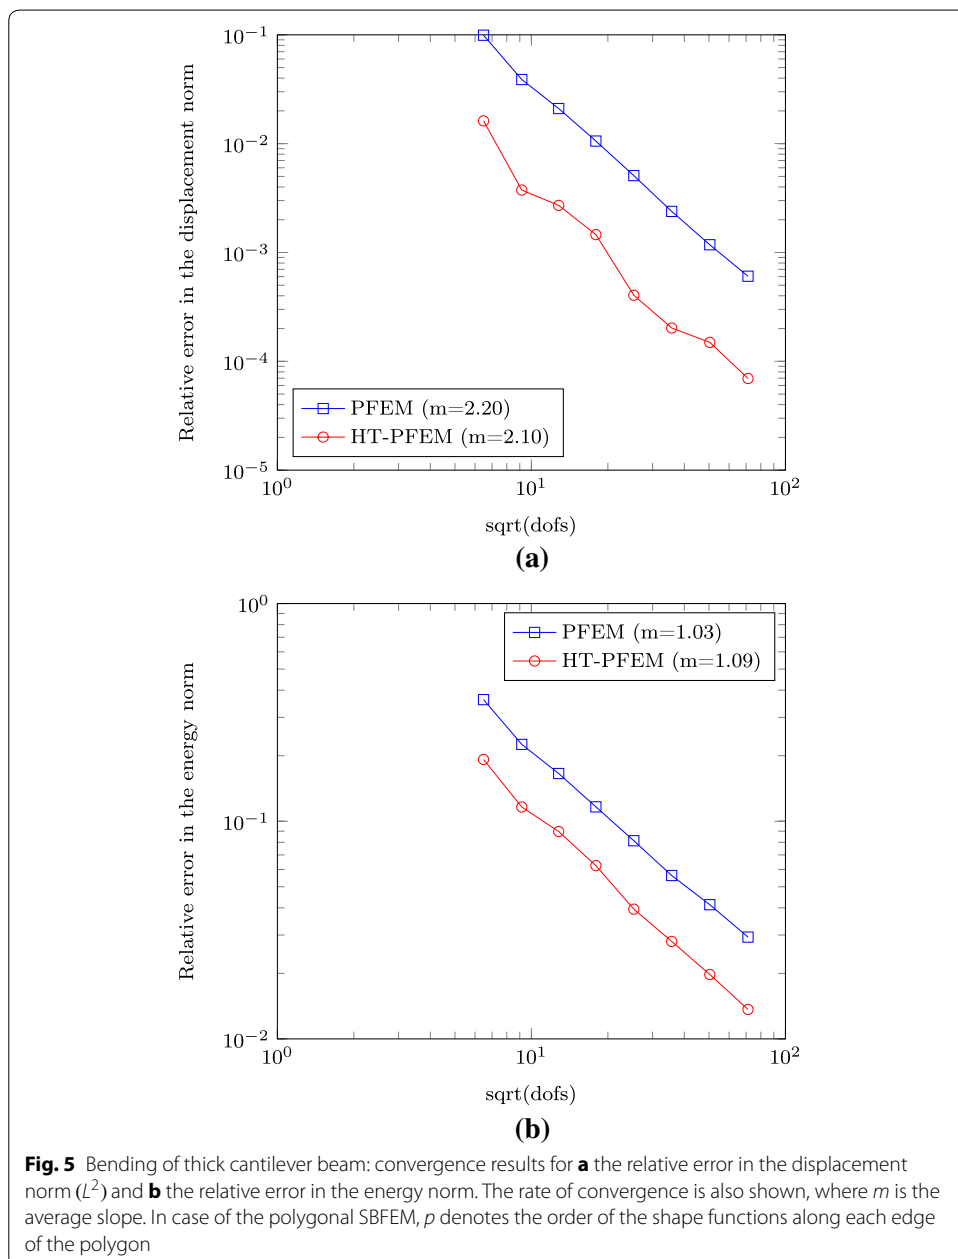 10^-1
10^-2
10^-3
10^-4
10^-5
Relative error in the displacement norm
PFEM (m=2.20)
HT-PFEM (m=2.10)
10^0 10^1 10^2
sqrt(dofs)
(a)
10^0
10^-1
10^-2
Relative error in the energy norm
PFEM (m=1.03)
HT-PFEM (m=1.09)
10^0 10^1 10^2
sqrt(dofs)
(b)
Fig. 5 Bending of thick cantilever beam: convergence results for a the relative error in the displacement
norm (L^2) and b the relative error in the energy norm. The rate of convergence is also shown, where m is the
average slope. In case of the polygonal SBFEM, p denotes the order of the shape functions along each edge
of the polygon